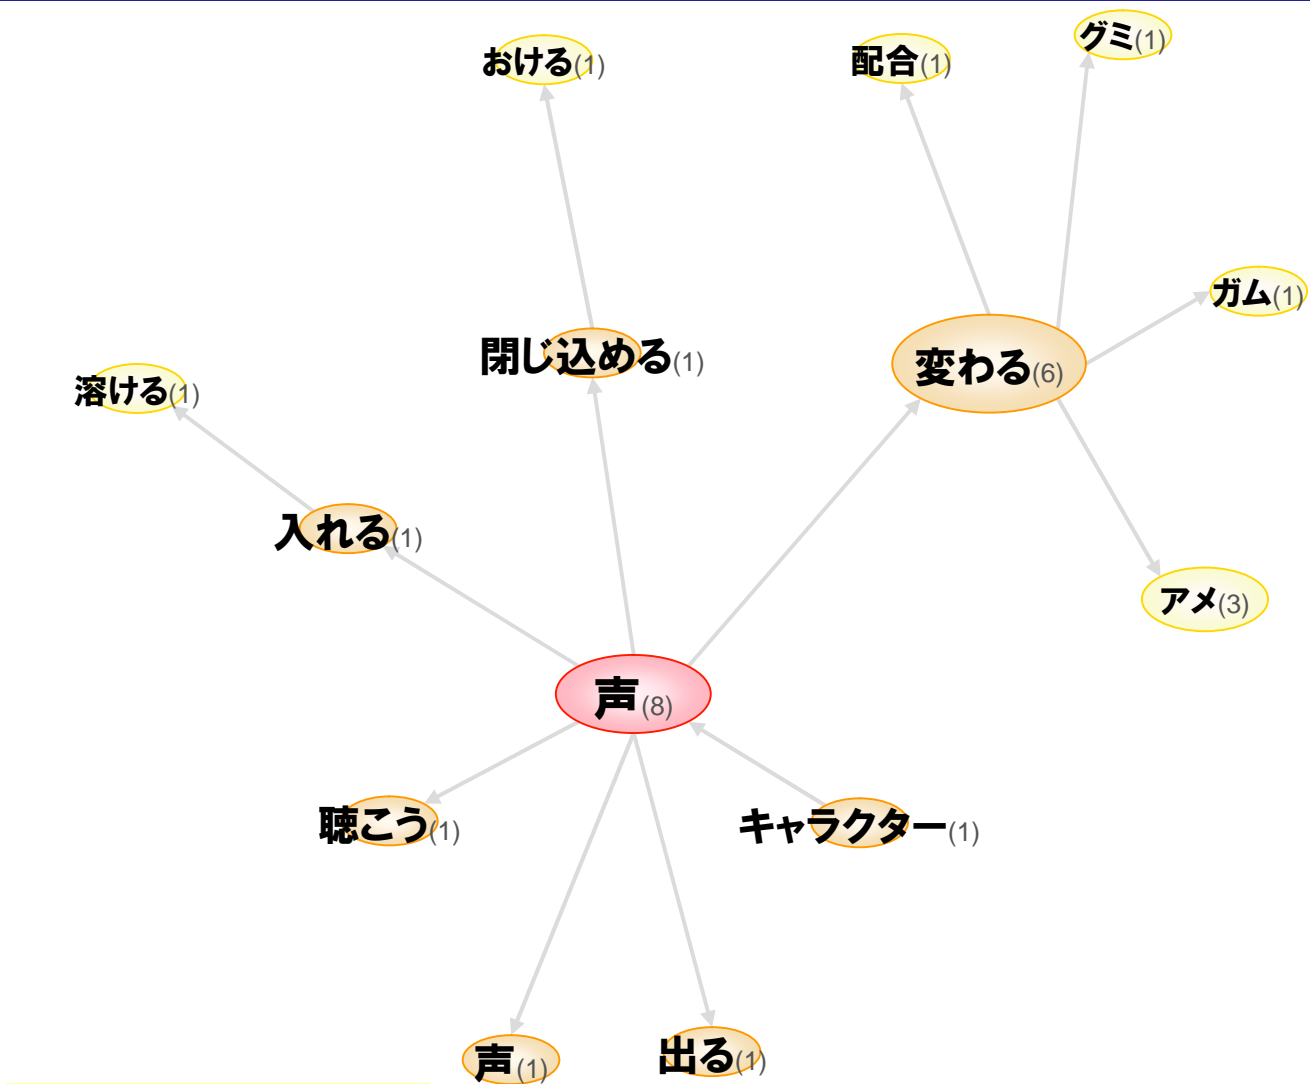 グミ(1)
おける(1)
配合(1)
ガム(1)
閉じ込める(1)
変わる(6)
溶ける(1)
入れる(1)
アメ(3)
声(8)
聴こう(1)
キャラクター(1)
声(1)
出る(1)